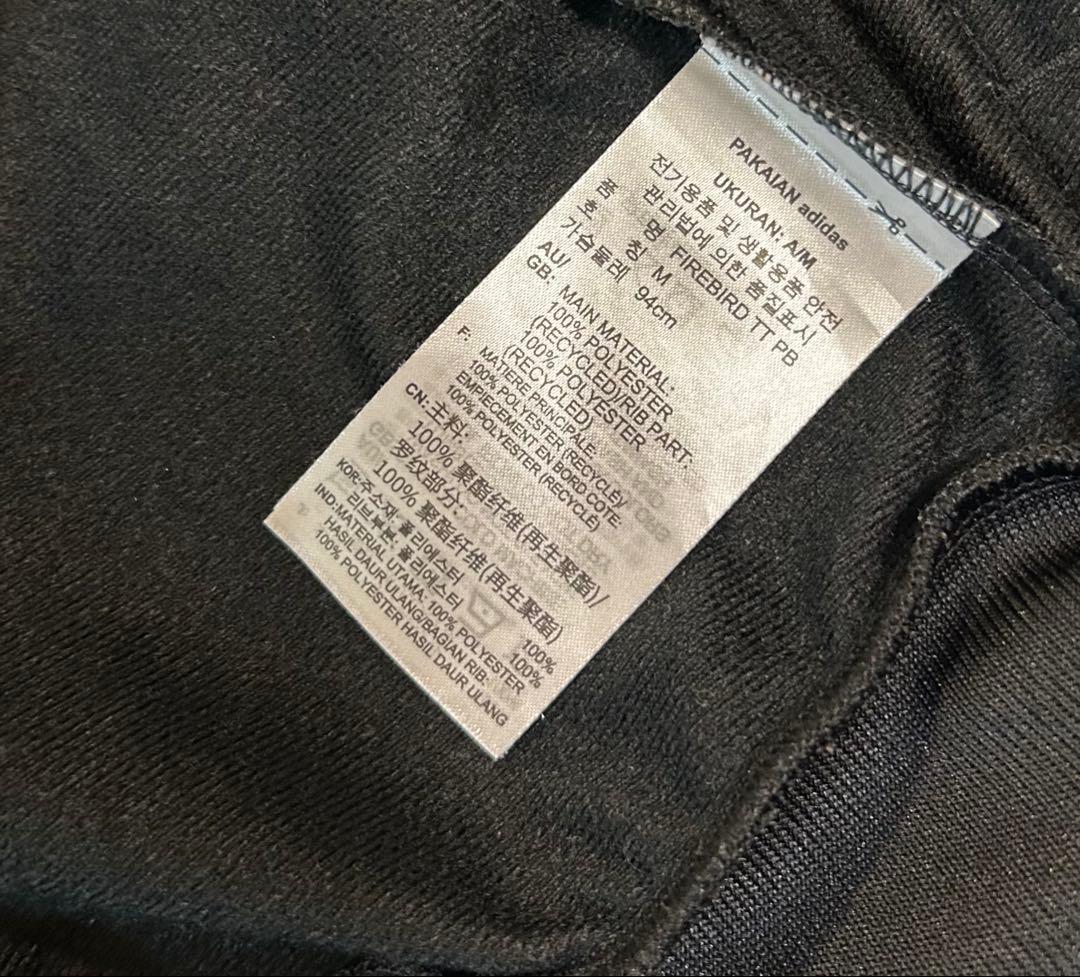 PAKAIAN adidas
UKURAN: A/M
전기용품 및 생활용품 안전
관리법에 의한 품질표시
품 명 FIREBIRD TT PB
호 칭 M
가슴둘레 94cm
AU/
GB: MAIN MATERIAL:
100% POLYESTER
(RECYCLED)/RIB PART:
100% POLYESTER
(RECYCLED)
F: MATIERE PRINCIPALE.
100% POLYESTER (RECYCLE)/
EMPIECEMENT EN BORD COTE.
100% POLYESTER (RECYCLE)
CN:主料:
100% 聚酯纤维(再生聚酯)/
罗纹部分:
100% 聚酯纤维(再生聚酯)
KOR:주소재 폴리에스터 100%
리브부분 폴리에스터 100%
IND:MATERIAL UTAMA: 100% POLYESTER
HASIL DAUR ULANG/BAGIAN RIB.
100% POLYESTER HASIL DAUR ULANG